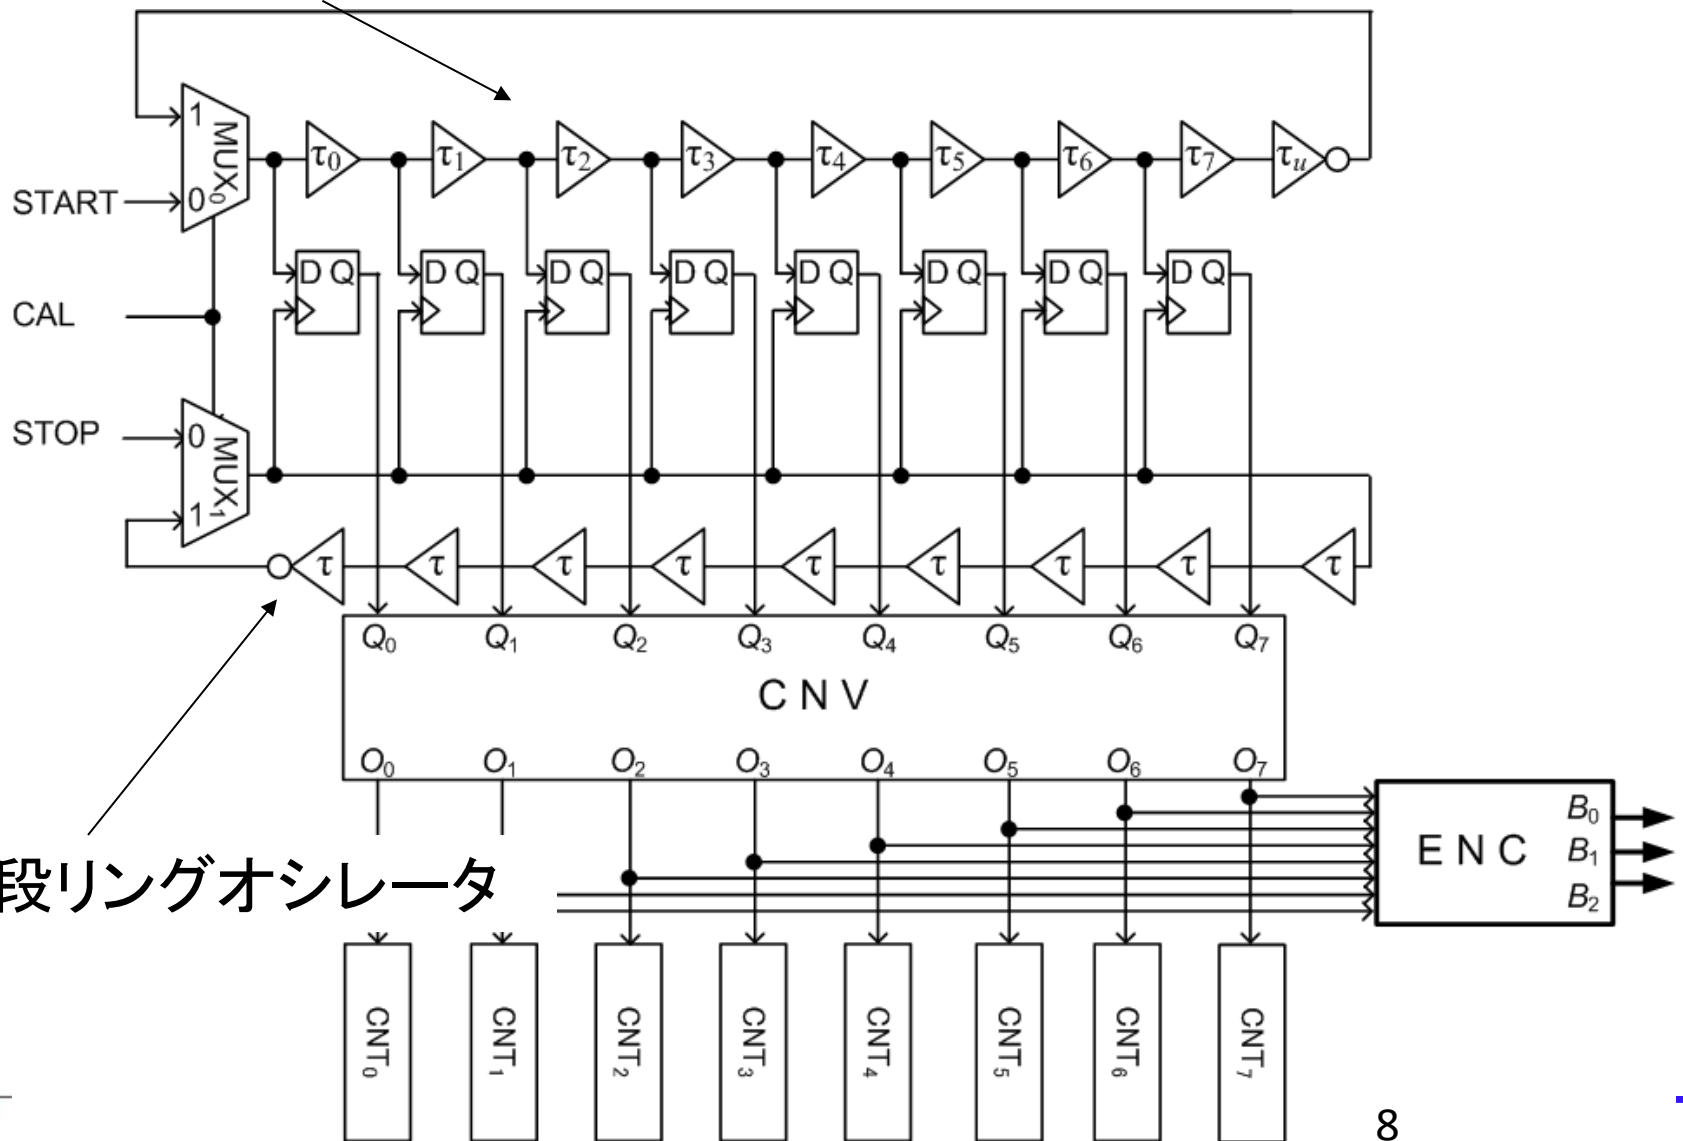 1
MUX0
0
START
τ0 τ1 τ2 τ3 τ4 τ5 τ6 τ7 τu
D Q D Q D Q D Q D Q D Q D Q D Q
CAL
STOP
0
MUX1
1
τ τ τ τ τ τ τ τ τ
Q0 Q1 Q2 Q3 Q4 Q5 Q6 Q7
CNV
O0 O1 O2 O3 O4 O5 O6 O7
ENC
B0
B1
B2
段リングオシレータ
CNT0 CNT1 CNT2 CNT3 CNT4 CNT5 CNT6 CNT7
8